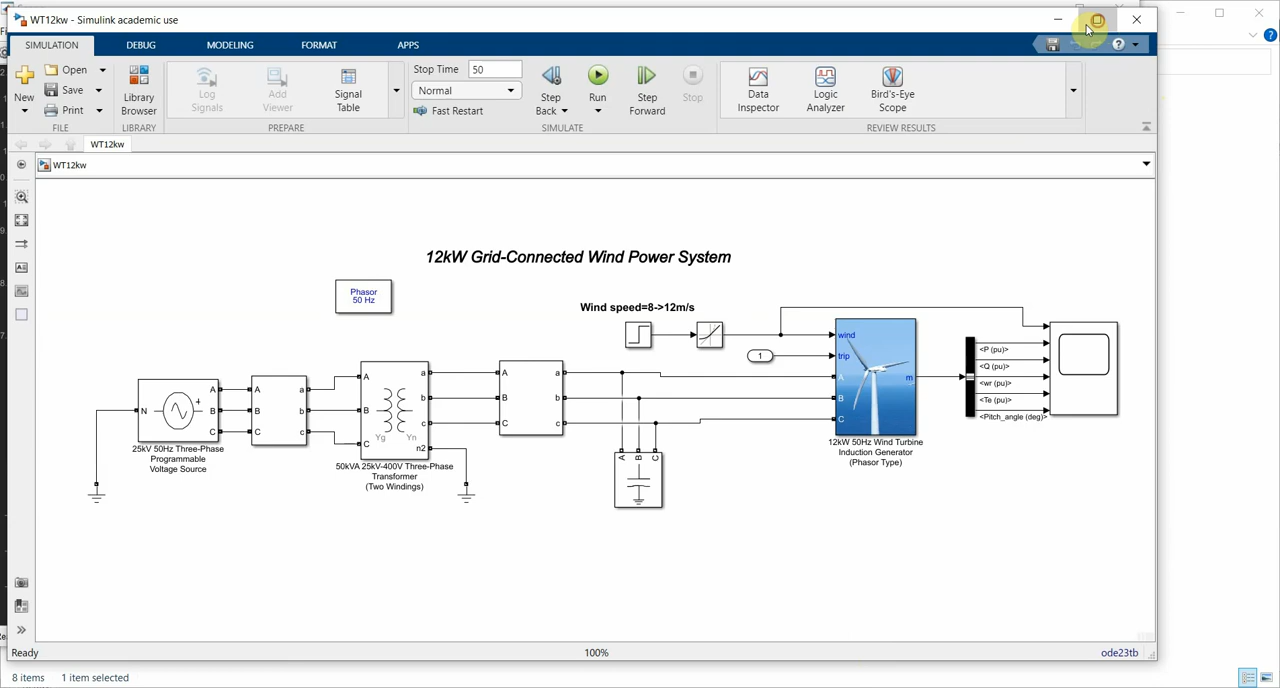 WT12kw - Simulink academic use
SIMULATION
DEBUG
MODELING
FORMAT
APPS
New
Open
Save
Print
FILE
Library
Browser
LIBRARY
Log
Signals
Add
Viewer
Signal
Table
PREPARE
Stop Time 50
Normal
Fast Restart
Step
Back
Run
Step
Forward
Stop
SIMULATE
Data
Inspector
Logic
Analyzer
Bird's-Eye
Scope
REVIEW RESULTS
WT12kw
WT12kw
12kW Grid-Connected Wind Power System
Phasor
50 Hz
Wind speed=8->12m/s
1
wind
trip
A
B
C
m
<P (pu)>
<Q (pu)>
<wr (pu)>
<Te (pu)>
<Pitch_angle (deg)>
12kW 50Hz Wind Turbine
Induction Generator
(Phasor Type)
N
A
B
C
25kV 50Hz Three-Phase
Programmable
Voltage Source
A
B
C
a
b
c
A
B
C
a
b
c
n2
Yg
Yn
50kVA 25kV-400V Three-Phase
Transformer
(Two Windings)
A
B
C
a
b
c
A
B
C
Ready
100%
ode23tb
8 items
1 item selected